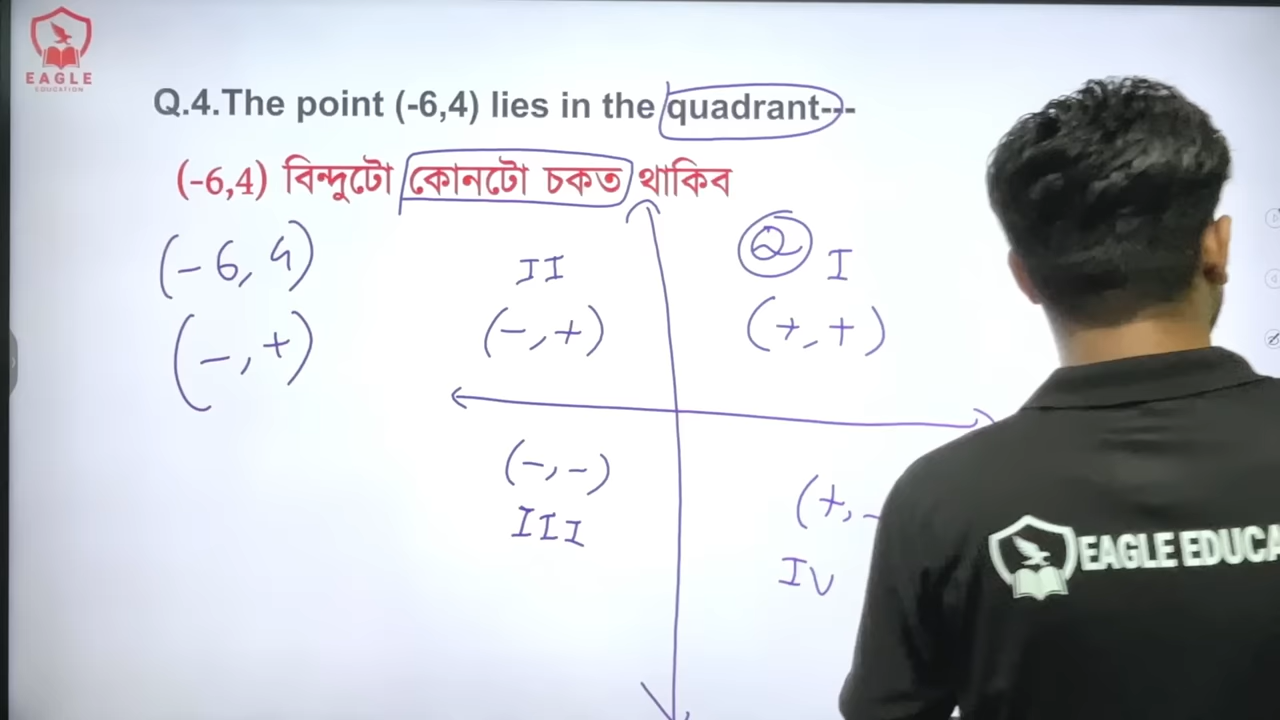 EAGLE
EDUCATION
Q.4.The point (-6,4) lies in the quadrant---
(-6,4) বিন্দুটো কোনটো চকত থাকিব
(-6, 4)
(-, +)
II
(-, +)
Q
I
(+, +)
(-, -)
III
(+, -
IV
EAGLE EDUCA